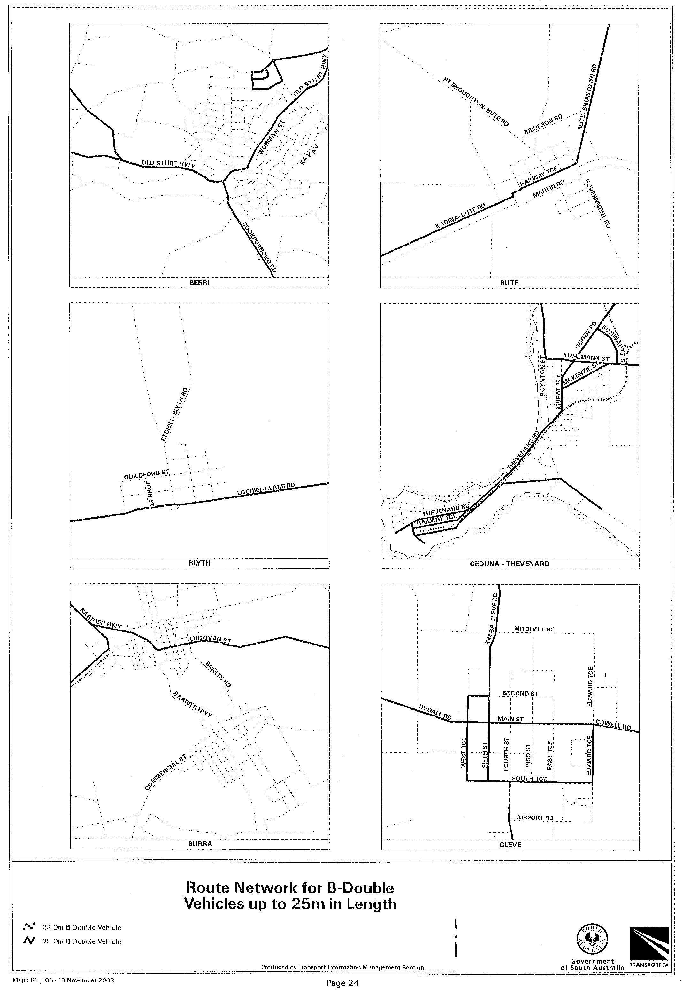 OLD STURT HWY
WORMAN ST
KAY AV
OLD STURT HWY
BOOKPURNONG RD
BERRI
PT BROUGHTON- BUTE RD
BRIDESON RD
BUTE- SNOWTOWN RD
RAILWAY TCE
MARTIN RD
GOVERNMENT RD
KADINA- BUTE RD
BUTE
REDHILL- BLYTH RD
GUILDFORD ST
JOHN ST
LOCHIEL-CLARE RD
BLYTH
GOODE RD
SCHWARTZ ST
KUHLMANN ST
MCKENZIE ST
POYNTON ST
MURAT TCE
THEVENARD RD
THEVENARD RD
RAILWAY TCE
CEDUNA - THEVENARD
BARRIER HWY
LUDGVAN ST
SMELTS RD
BARRIER HWY
COMMERCIAL ST
BURRA
KIMBA-CLEVE RD
MITCHELL ST
EDWARD TCE
SECOND ST
RUDALL RD
MAIN ST
COWELL RD
WEST TCE
FIFTH ST
FOURTH ST
THIRD ST
EAST TCE
EDWARD TCE
SOUTH TCE
AIRPORT RD
CLEVE
Route Network for B-Double
Vehicles up to 25m in Length
23.0m B Double Vehicle
25.0m B Double Vehicle
N
SOUTH
AUSTRALIA
Government
of South Australia
TRANSPORT SA
Produced by Transport Information Management Section
Map : R1_T05 - 13 November 2003
Page 24